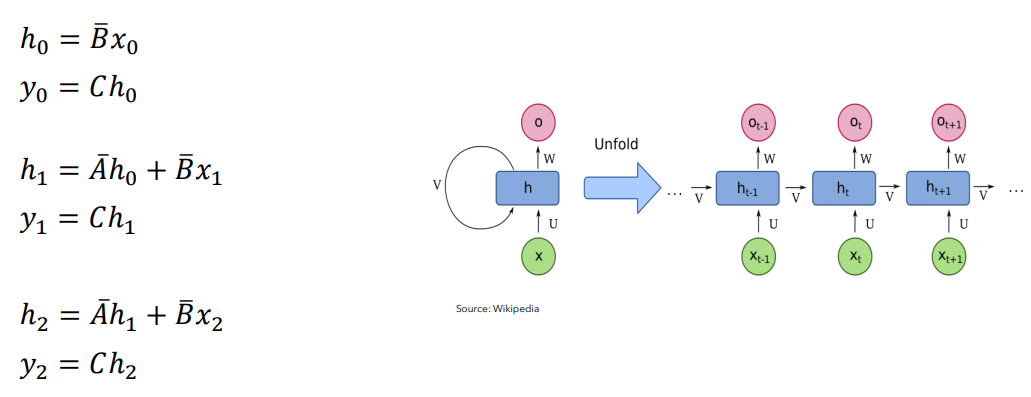 h₀ = B̄x₀
y₀ = Ch₀
h₁ = Āh₀ + B̄x₁
y₁ = Ch₁
h₂ = Āh₁ + B̄x₂
y₂ = Ch₂
o
W
V
h
U
x
Unfold
oₜ₋₁ oₜ oₜ₊₁
W W W
... hₜ₋₁ hₜ hₜ₊₁ ...
V V V V
U U U
xₜ₋₁ xₜ xₜ₊₁
Source: Wikipedia